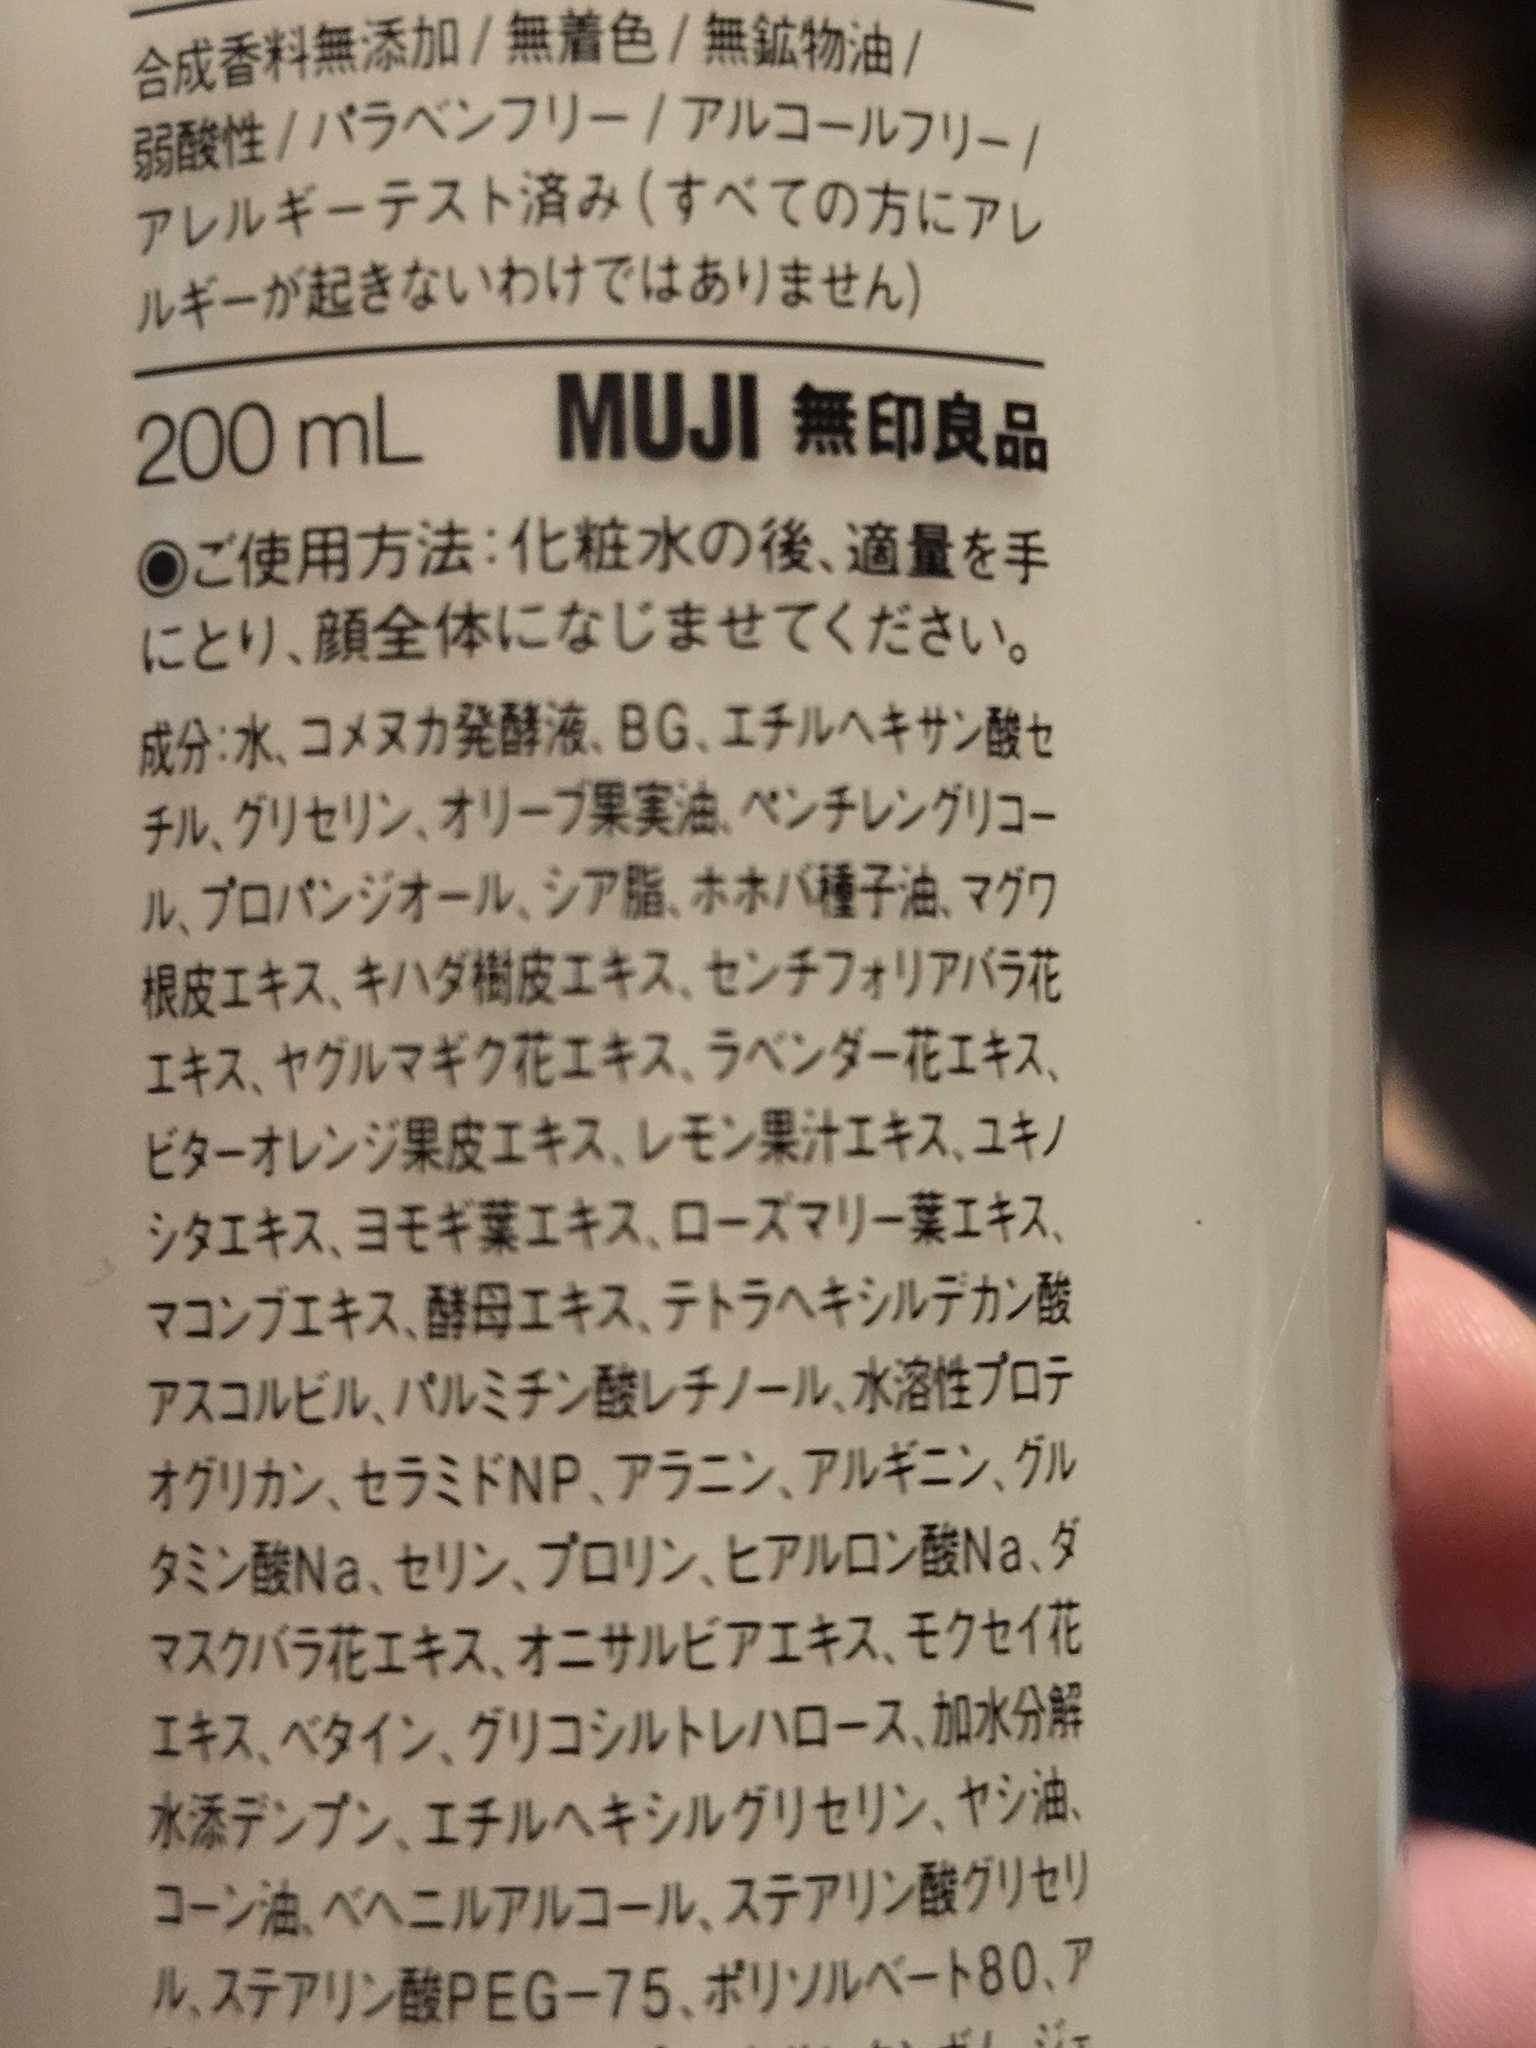 合成香料無添加/無着色/無鉱物油/
弱酸性/パラベンフリー/アルコールフリー/
アレルギーテスト済み(すべての方にアレ
ルギーが起きないわけではありません)
200 mL MUJI 無印良品
◉ご使用方法:化粧水の後、適量を手
にとり、顔全体になじませてください。
成分:水、コメヌカ発酵液、BG、エチルヘキサン酸セ
チル、グリセリン、オリーブ果実油、ペンチレングリコー
ル、プロパンジオール、シア脂、ホホバ種子油、マグワ
根皮エキス、キハダ樹皮エキス、センチフォリアバラ花
エキス、ヤグルマギク花エキス、ラベンダー花エキス、
ビターオレンジ果皮エキス、レモン果汁エキス、ユキノ
シタエキス、ヨモギ葉エキス、ローズマリー葉エキス、
マコンブエキス、酵母エキス、テトラヘキシルデカン酸
アスコルビル、パルミチン酸レチノール、水溶性プロテ
オグリカン、セラミドNP、アラニン、アルギニン、グル
タミン酸Na、セリン、プロリン、ヒアルロン酸Na、ダ
マスクバラ花エキス、オニサルビアエキス、モクセイ花
エキス、ベタイン、グリコシルトレハロース、加水分解
水添デンプン、エチルヘキシルグリセリン、ヤシ油、
コーン油、ベヘニルアルコール、ステアリン酸グリセリ
ル、ステアリン酸PEG-75、ポリソルベート80、ア